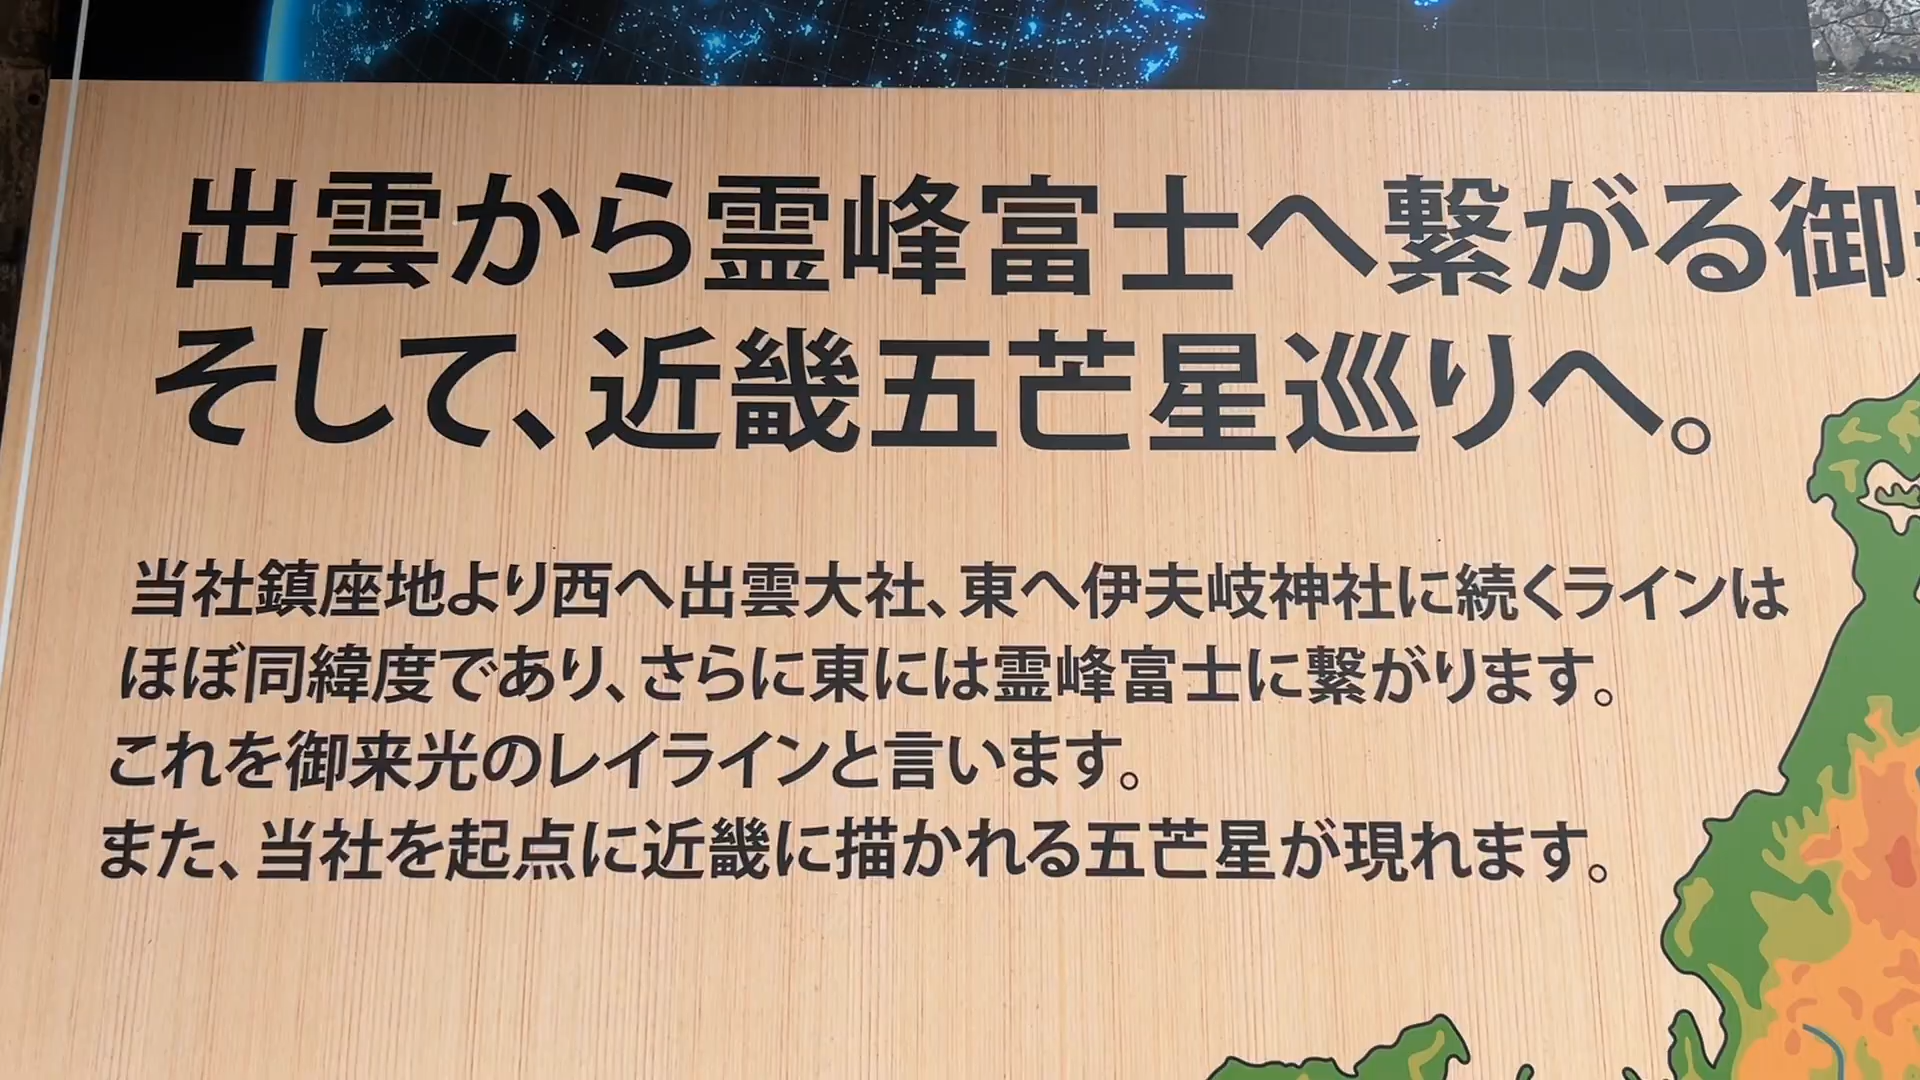 出雲から霊峰富士へ繋がる御
そして、近畿五芒星巡りへ。
当社鎮座地より西へ出雲大社、東へ伊夫岐神社に続くラインは
ほぼ同緯度であり、さらに東には霊峰富士に繋がります。
これを御来光のレイラインと言います。
また、当社を起点に近畿に描かれる五芒星が現れます。